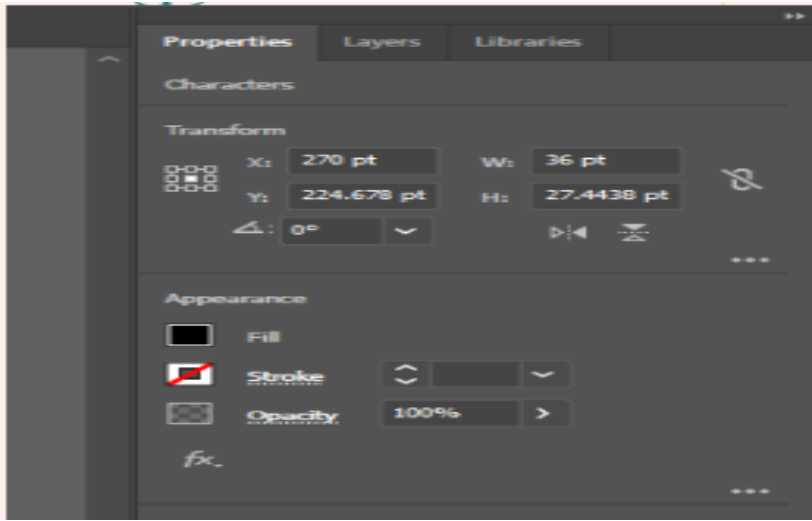 Properties Layers Libraries
Characters
Transform
X: 270 pt W: 36 pt
Y: 224.678 pt H: 27.4438 pt
: 0°
Appearance
Fill
Stroke
Opacity 100%
fx.